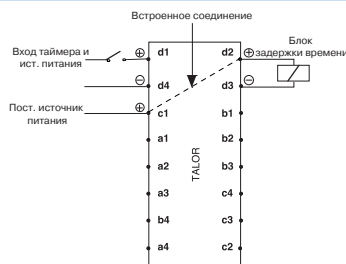 Встроенное соединение
Вход таймера и
ист. питания
Блок
задержки времени
d1
d2
d4
d3
Пост. источник
питания
c1
b1
a1
b2
a2
b3
a3
c4
b4
c3
a4
c2
TALOR